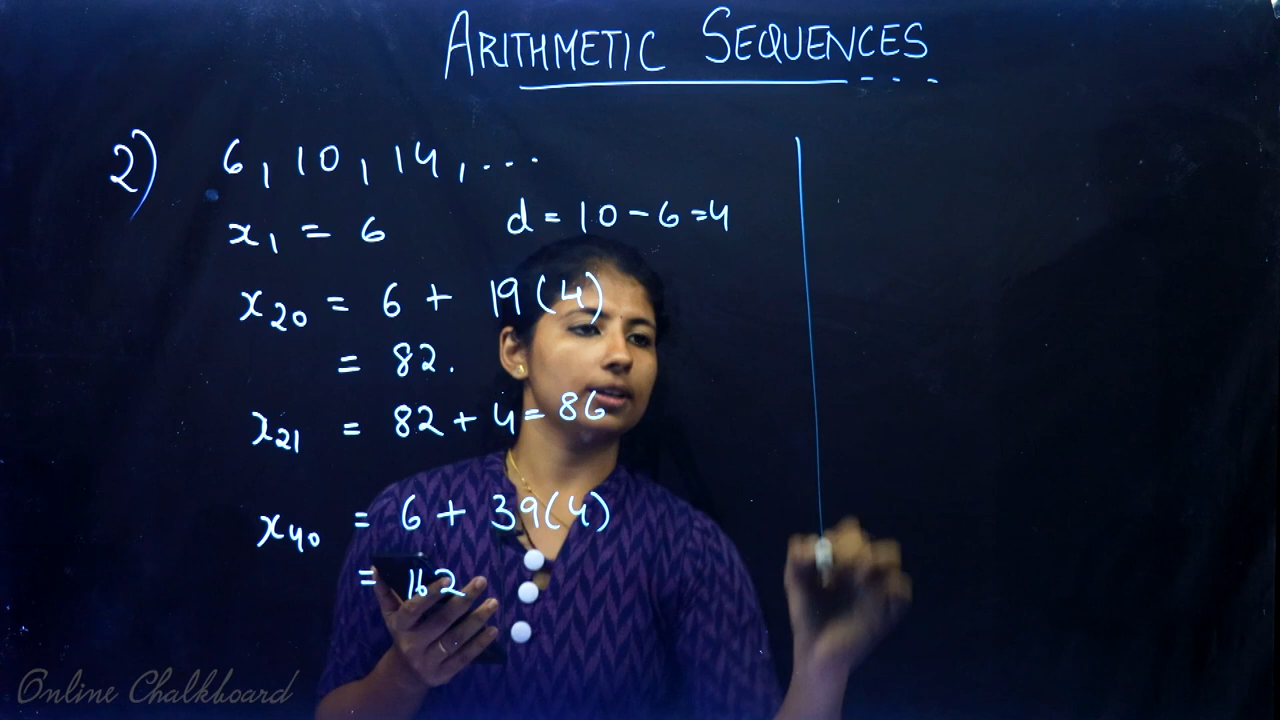 ARITHMETIC SEQUENCES
2) 6, 10, 14, ...
x₁ = 6 d = 10 - 6 = 4
x₂₀ = 6 + 19(4)
= 82.
x₂₁ = 82 + 4 = 86
x₄₀ = 6 + 39(4)
= 162
Online Chalkboard